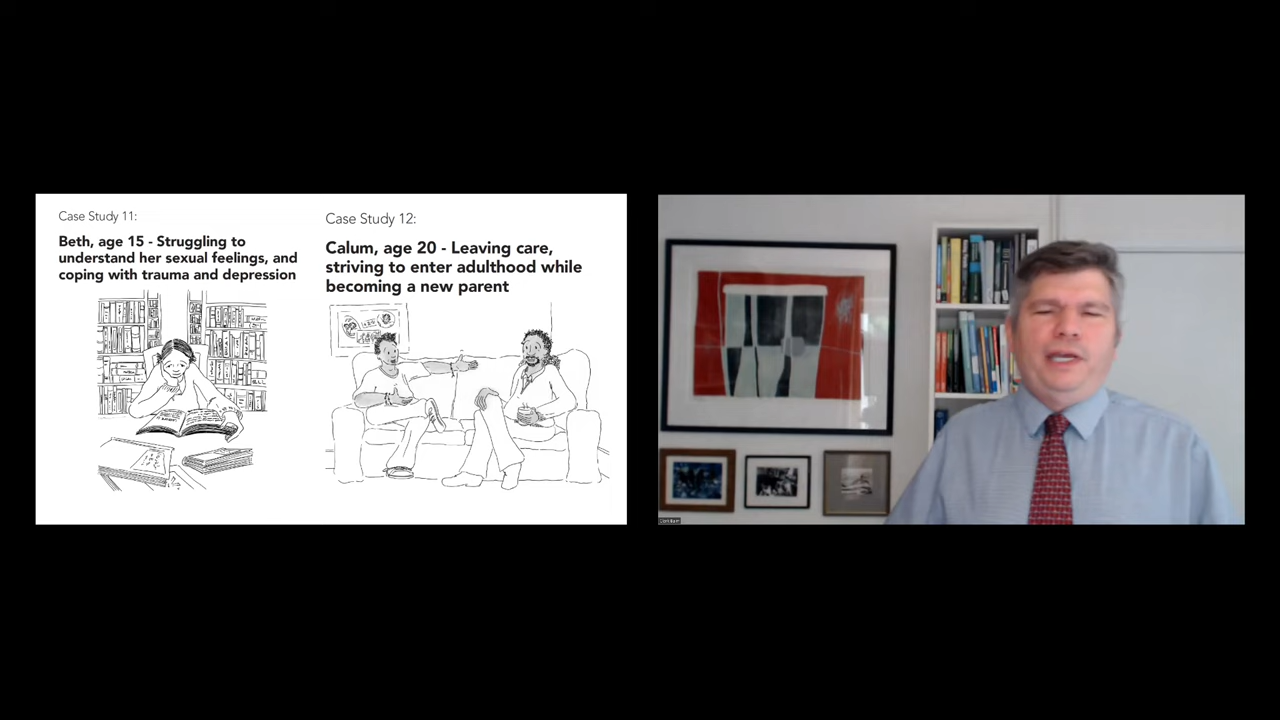 Case Study 11:
Beth, age 15 - Struggling to
understand her sexual feelings, and
coping with trauma and depression
Case Study 12:
Calum, age 20 - Leaving care,
striving to enter adulthood while
becoming a new parent